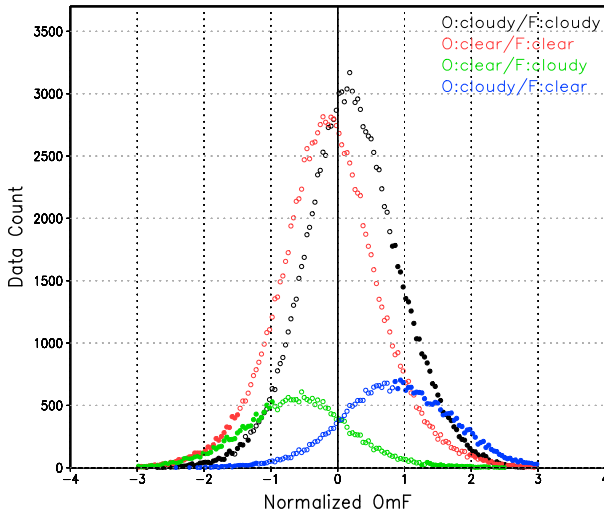 O:cloudy/F:cloudy
O:clear/F:clear
O:clear/F:cloudy
O:cloudy/F:clear
3500
3000
2500
2000
1500
1000
500
0
Data Count
-4 -3 -2 -1 0 1 2 3 4
Normalized OmF